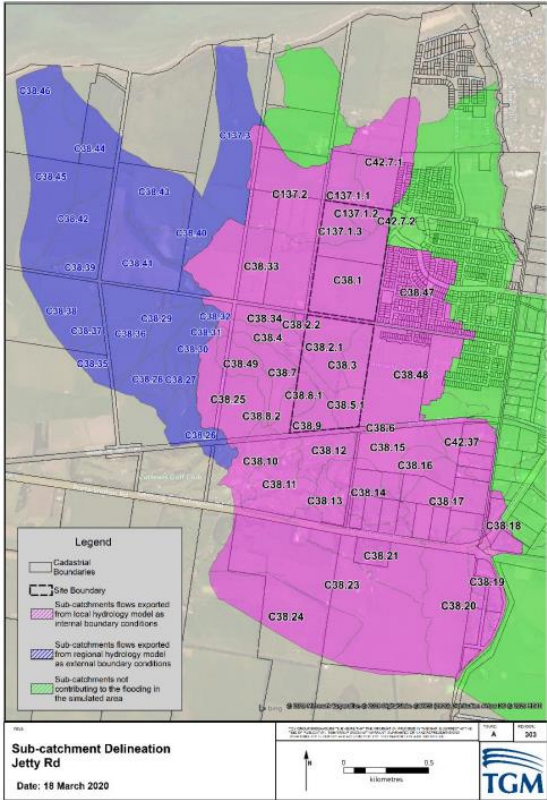 C38.46
C38.44
C137.3
C42.7.1
C38.45
C38.43
C137.2
C137.1.1
C137.1.2
C42.7.2
C38.42
C38.40
C137.1.3
C38.39
C38.41
C38.33
C38.1
C38.47
C38.38
C38.29
C38.32
C38.34
C38.2.2
C38.37
C38.36
C38.31
C38.4
C38.2.1
C38.30
C38.35
C38.49
C38.7
C38.3
C38.48
C38.28
C38.27
C38.25
C38.8.1
C38.5.1
C38.8.2
C38.26
C38.9
C38.6
C38.12
C38.15
C42.37
C38.10
C38.16
C38.11
C38.13
C38.14
C38.17
C38.18
C38.21
C38.19
C38.23
C38.20
C38.24
Legend
Cadastral
Boundaries
Site Boundary
Sub-catchments flows exported
from local hydrology model as
internal boundary conditions
Sub-catchments flows exported
from regional hydrology model
as external boundary conditions
Sub-catchments not
contributing to the flooding in
the simulated area
bing
Sub-catchment Delineation
Jetty Rd
Date: 18 March 2020
N
0
0.5
kilometres
A
303
TGM